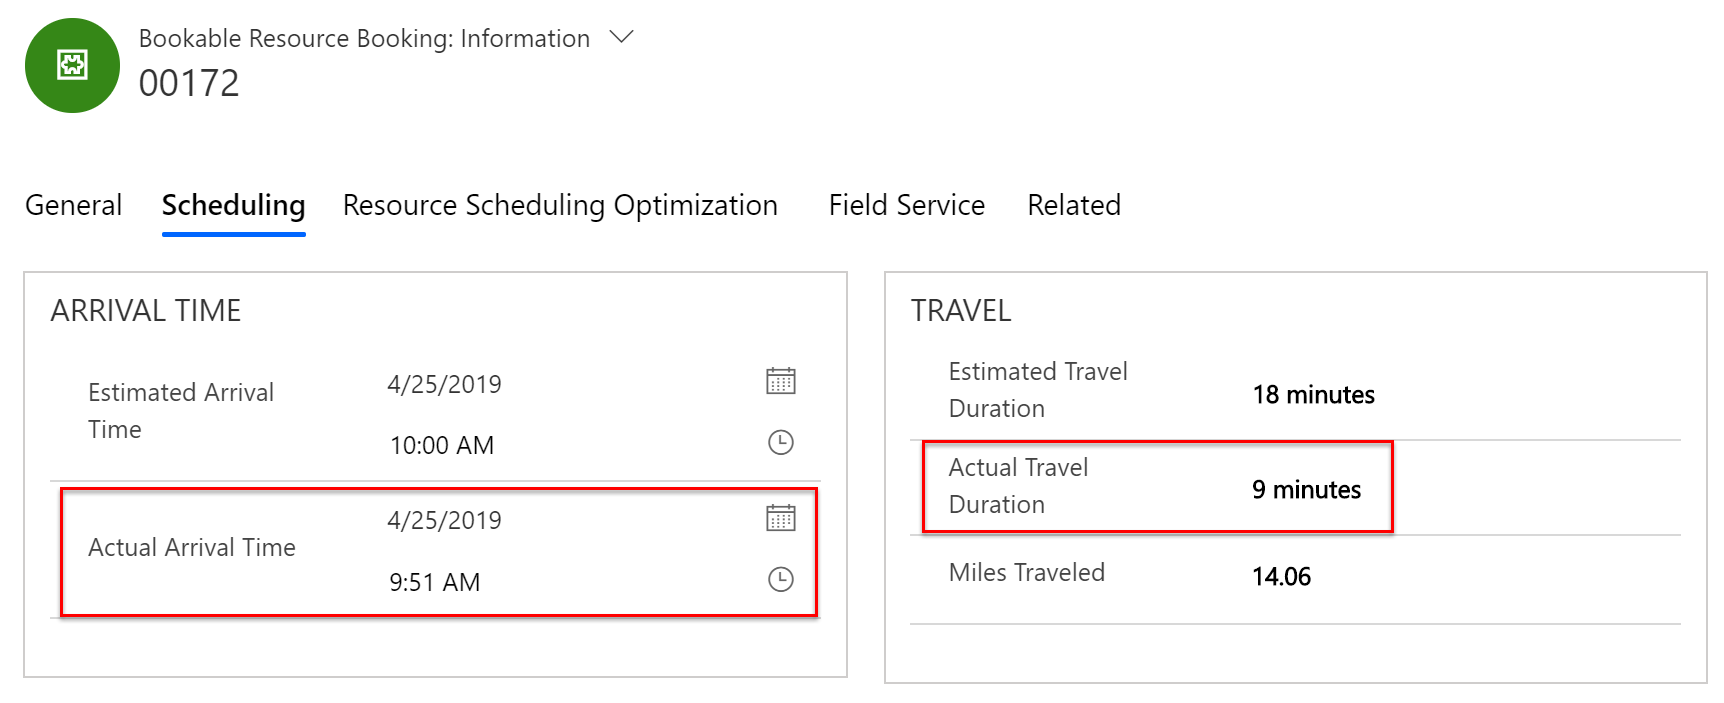 Bookable Resource Booking: Information
00172
General Scheduling Resource Scheduling Optimization Field Service Related
ARRIVAL TIME
Estimated Arrival
Time
4/25/2019
10:00 AM
Actual Arrival Time
4/25/2019
9:51 AM
TRAVEL
Estimated Travel
Duration
18 minutes
Actual Travel
Duration
9 minutes
Miles Traveled
14.06